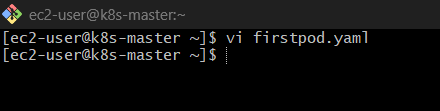 ec2-user@k8s-master:~
[ec2-user@k8s-master ~]$ vi firstpod.yaml
[ec2-user@k8s-master ~]$